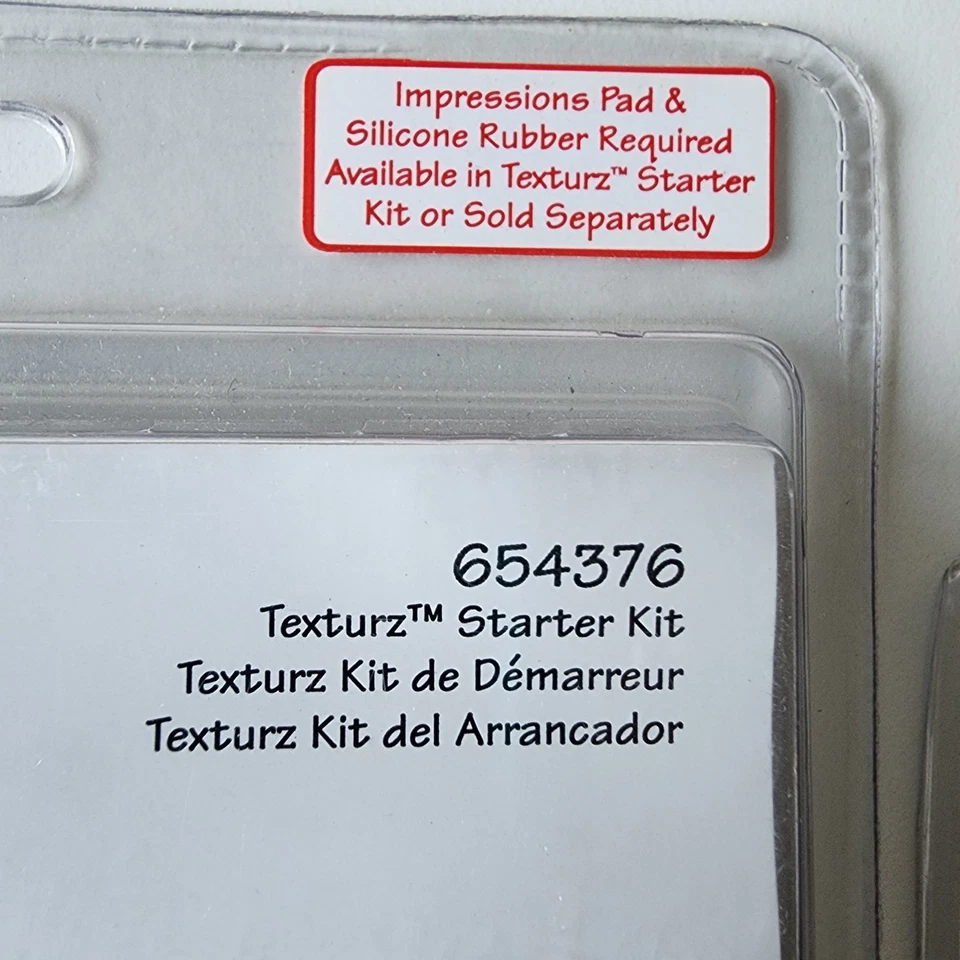 Impressions Pad &
Silicone Rubber Required
Available in Texturz™ Starter
Kit or Sold Separately
654376
Texturz™ Starter Kit
Texturz Kit de Démarreur
Texturz Kit del Arrancador